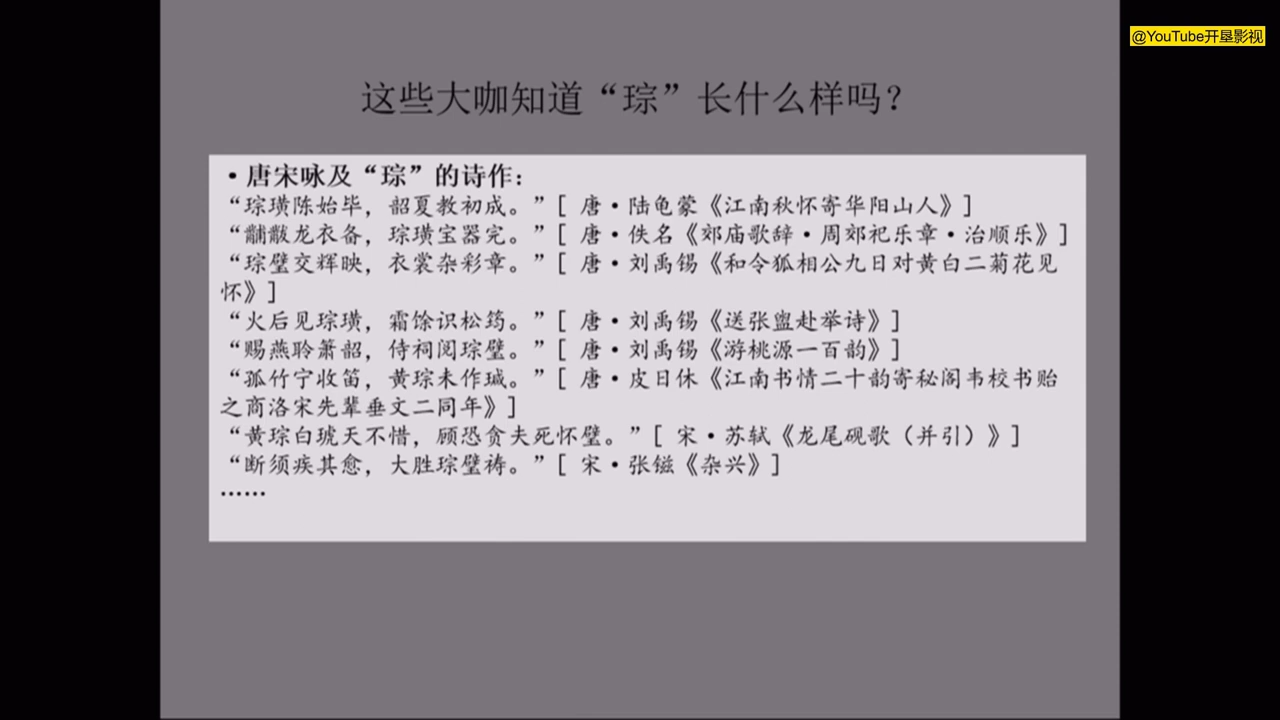 @YouTube开垦影视
这些大咖知道“琮”长什么样吗？
•唐宋咏及“琮”的诗作：
“琮璜陈始毕，韶夏教初成。”[ 唐·陆龟蒙《江南秋怀寄华阳山人》]
“黼黻龙衣备，琮璜宝器完。”[ 唐·佚名《郊庙歌辞·周郊祀乐章·治顺乐》]
“琮璧交辉映，衣裳杂彩章。”[ 唐·刘禹锡《和令狐相公九日对黄白二菊花见
怀》]
“火后见琮璜，霜馀识松筠。”[ 唐·刘禹锡《送张盥赴举诗》]
“赐燕聆箫韶，侍祠阅琮璧。”[ 唐·刘禹锡《游桃源一百韵》]
“孤竹宁收笛，黄琮未作瑊。”[ 唐·皮日休《江南书情二十韵寄秘阁韦校书贻
之商洛宋先辈垂文二同年》]
“黄琮白琥天不惜，顾恐贪夫死怀璧。”[ 宋·苏轼《龙尾砚歌（并引）》]
“断须疾其愈，大胜琮璧祷。”[ 宋·张镃《杂兴》]
……